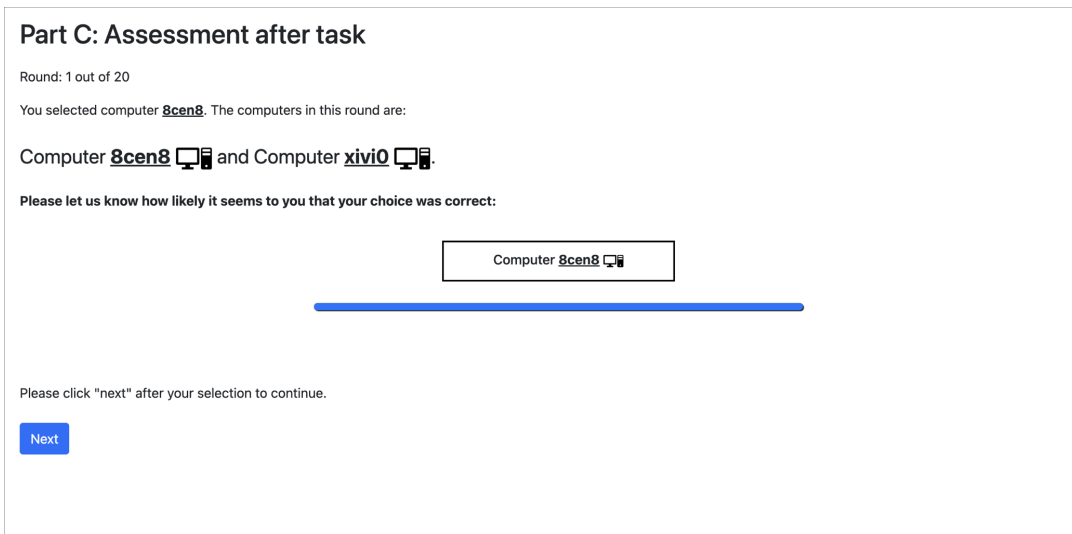 Part C: Assessment after task
Round: 1 out of 20
You selected computer 8cen8. The computers in this round are:
Computer 8cen8 and Computer xivi0.
Please let us know how likely it seems to you that your choice was correct:
Computer 8cen8
Please click "next" after your selection to continue.
Next